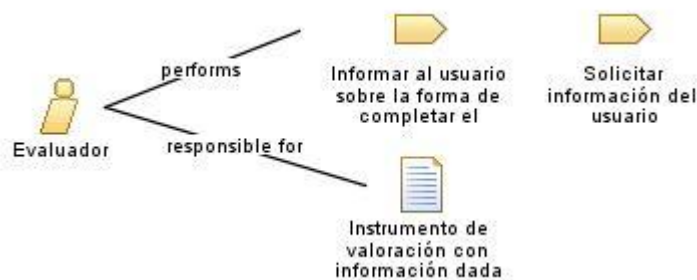 performs
Informar al usuario
sobre la forma de
completar el
Solicitar
información del
usuario
Evaluador
responsible for
Instrumento de
valoración con
información dada